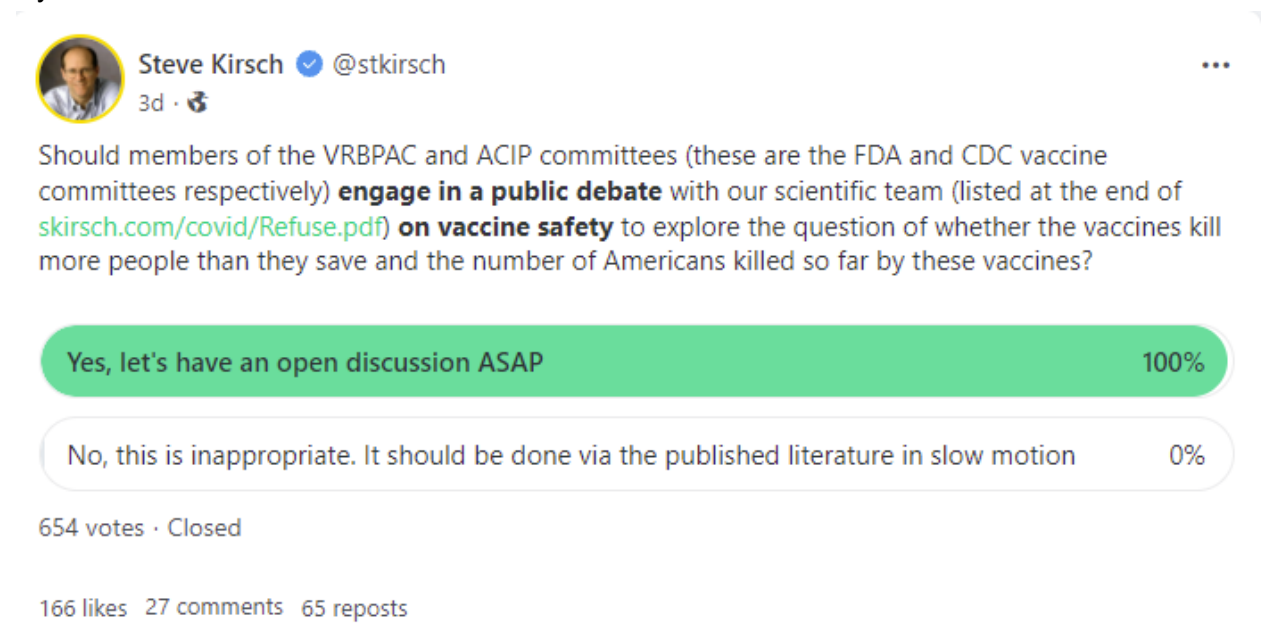 Steve Kirsch @stkirsch
3d ·
Should members of the VRBPAC and ACIP committees (these are the FDA and CDC vaccine
committees respectively) engage in a public debate with our scientific team (listed at the end of
skirsch.com/covid/Refuse.pdf) on vaccine safety to explore the question of whether the vaccines kill
more people than they save and the number of Americans killed so far by these vaccines?
Yes, let's have an open discussion ASAP 100%
No, this is inappropriate. It should be done via the published literature in slow motion 0%
654 votes · Closed
166 likes 27 comments 65 reposts